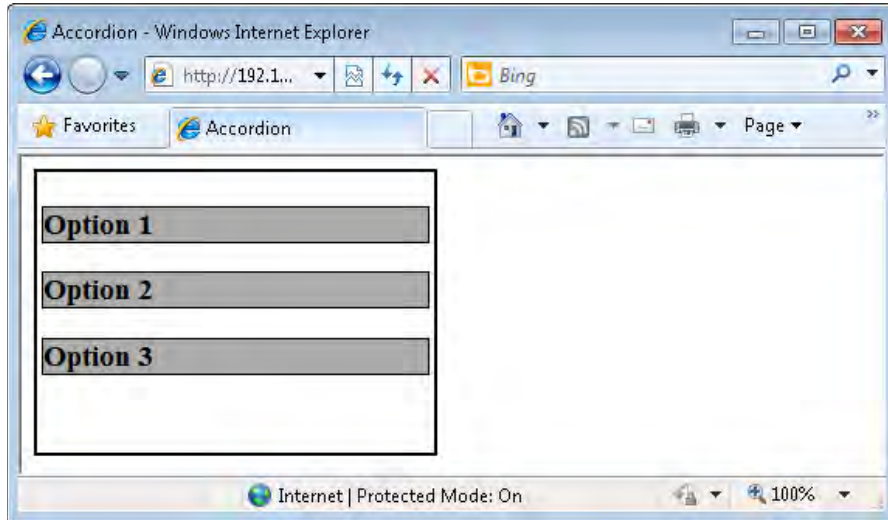 Accordion - Windows Internet Explorer
http://192.1... Bing
Favorites Accordion Page
Option 1
Option 2
Option 3
Internet | Protected Mode: On 100%